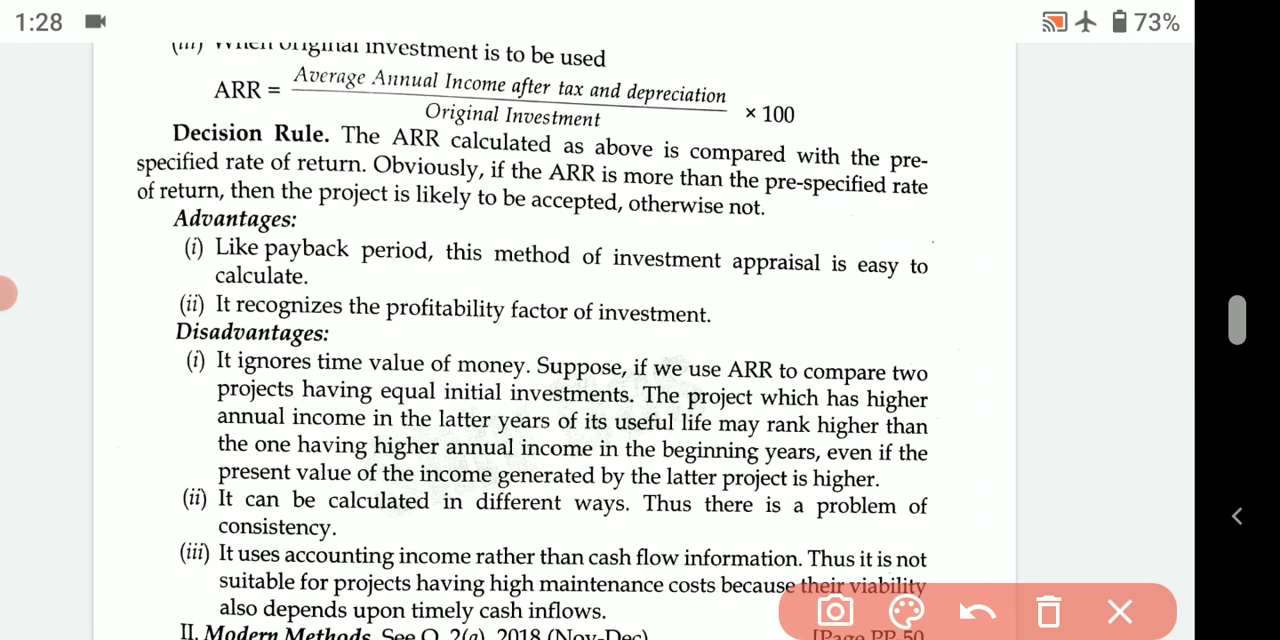 1:28
73%
(iii) When original investment is to be used
ARR = Average Annual Income after tax and depreciation / Original Investment × 100
Decision Rule. The ARR calculated as above is compared with the pre-
specified rate of return. Obviously, if the ARR is more than the pre-specified rate
of return, then the project is likely to be accepted, otherwise not.
Advantages:
(i) Like payback period, this method of investment appraisal is easy to
calculate.
(ii) It recognizes the profitability factor of investment.
Disadvantages:
(i) It ignores time value of money. Suppose, if we use ARR to compare two
projects having equal initial investments. The project which has higher
annual income in the latter years of its useful life may rank higher than
the one having higher annual income in the beginning years, even if the
present value of the income generated by the latter project is higher.
(ii) It can be calculated in different ways. Thus there is a problem of
consistency.
(iii) It uses accounting income rather than cash flow information. Thus it is not
suitable for projects having high maintenance costs because their viability
also depends upon timely cash inflows.
II. Modern Methods. See Q. 2(a), 2018 (Nov-Dec) [Page PP 50